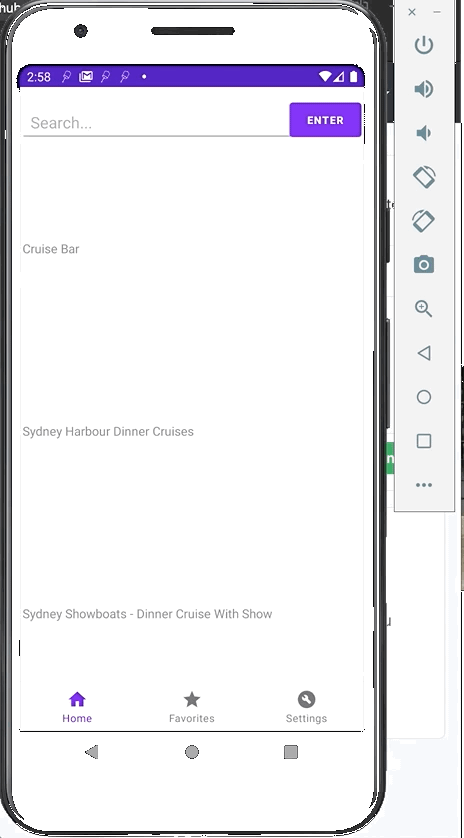 hub
2:58
Search...
ENTER
Cruise Bar
Sydney Harbour Dinner Cruises
Sydney Showboats - Dinner Cruise With Show
Home
Favorites
Settings